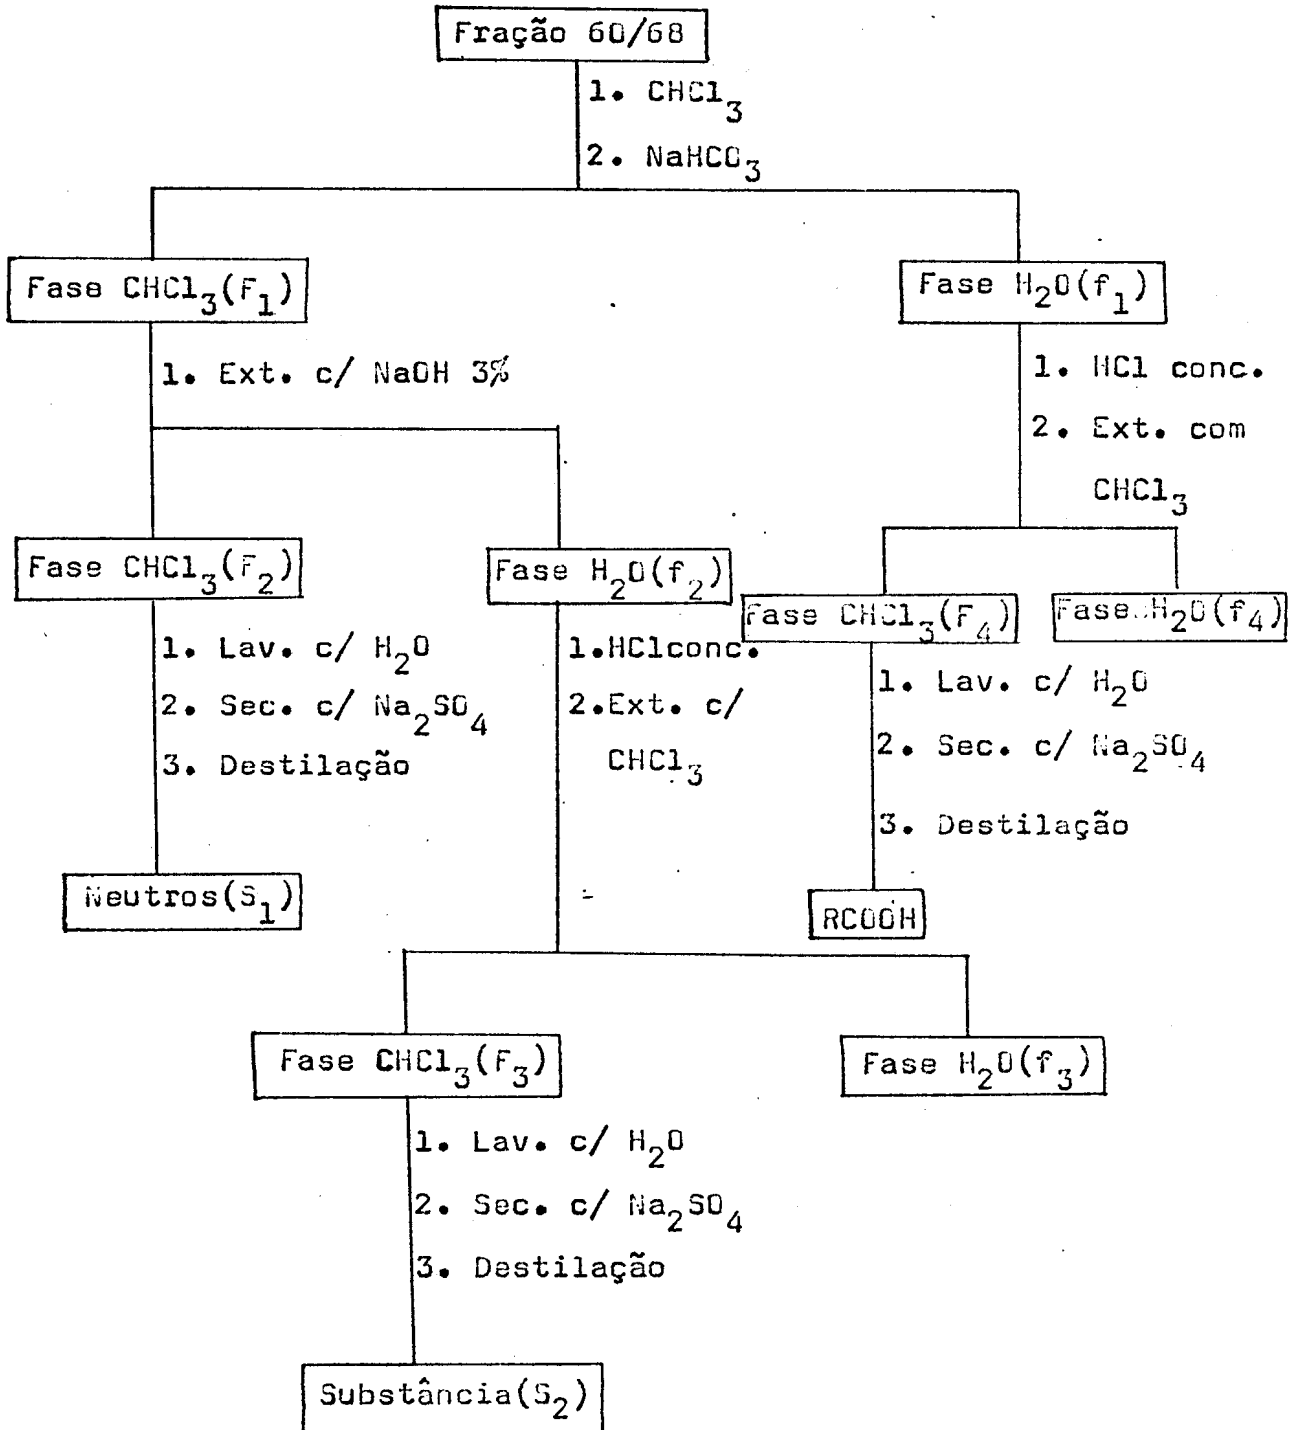 Fração 60/68
1. CHCl3
2. NaHCO3
Fase CHCl3(F1)
Fase H2O(f1)
1. Ext. c/ NaOH 3%
1. HCl conc.
2. Ext. com
CHCl3
Fase CHCl3(F2)
Fase H2O(f2)
Fase CHCl3(F4)
Fase H2O(f4)
1. Lav. c/ H2O
2. Sec. c/ Na2SO4
3. Destilação
1.HClconc.
2.Ext. c/
CHCl3
1. Lav. c/ H2O
2. Sec. c/ Na2SO4
3. Destilação
Neutros(S1)
RCOOH
Fase CHCl3(F3)
Fase H2O(f3)
1. Lav. c/ H2O
2. Sec. c/ Na2SO4
3. Destilação
Substância(S2)